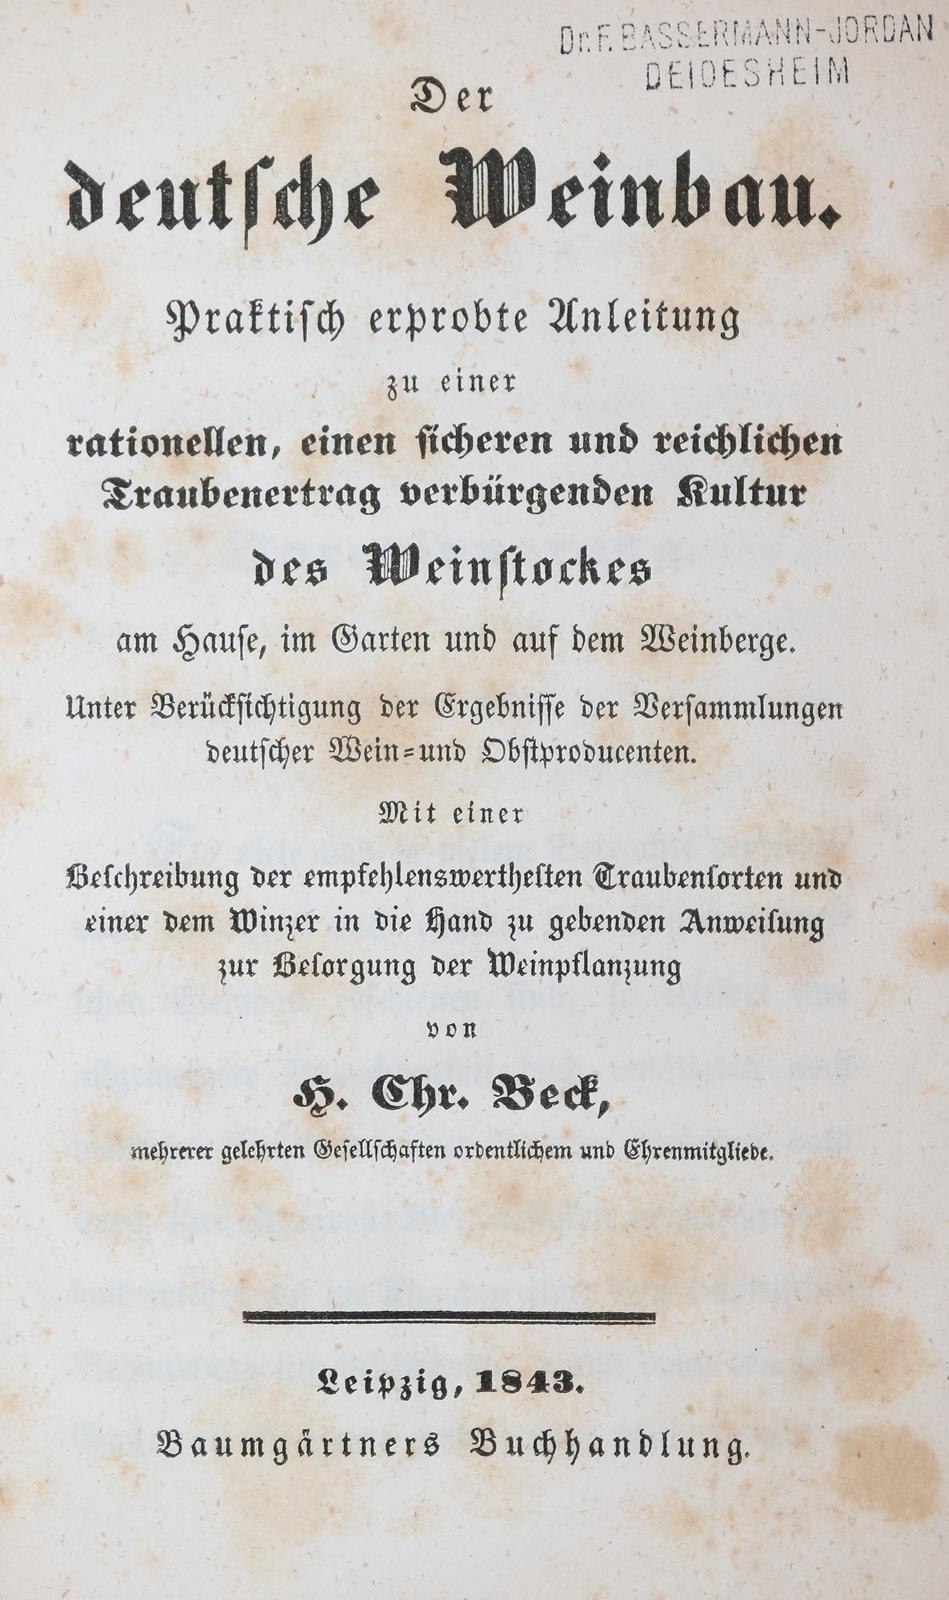 Dr. F. BASSERMANN-JORDAN
DEIDESHEIM
Der
deutſche Weinbau.
Praktiſch erprobte Anleitung
zu einer
rationellen, einen ſicheren und reichlichen
Traubenertrag verbürgenden Kultur
des Weinſtockes
am Hauſe, im Garten und auf dem Weinberge.
Unter Berückſichtigung der Ergebniſſe der Verſammlungen
deutſcher Wein- und Obſtproducenten.
Mit einer
Beſchreibung der empfehlenswertheſten Traubenſorten und
einer dem Winzer in die Hand zu gebenden Anweiſung
zur Beſorgung der Weinpflanzung
von
H. Chr. Beck,
mehrerer gelehrten Geſellſchaften ordentlichem und Ehrenmitgliede.
Leipzig, 1843.
Baumgärtners Buchhandlung.